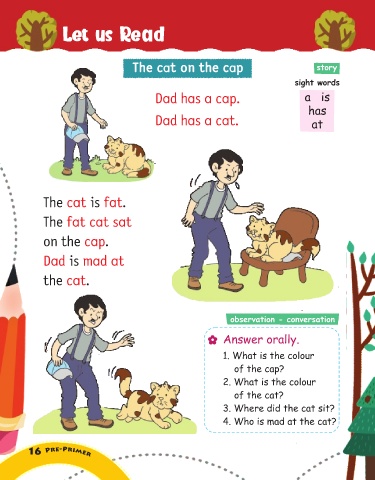 Let us Read
The cat on the cap
story
sight words
a is
has
at
Dad has a cap.
Dad has a cat.
The cat is fat.
The fat cat sat
on the cap.
Dad is mad at
the cat.
observation - conversation
Answer orally.
1. What is the colour
of the cap?
2. What is the colour
of the cat?
3. Where did the cat sit?
4. Who is mad at the cat?
16 PRE-PRIMER